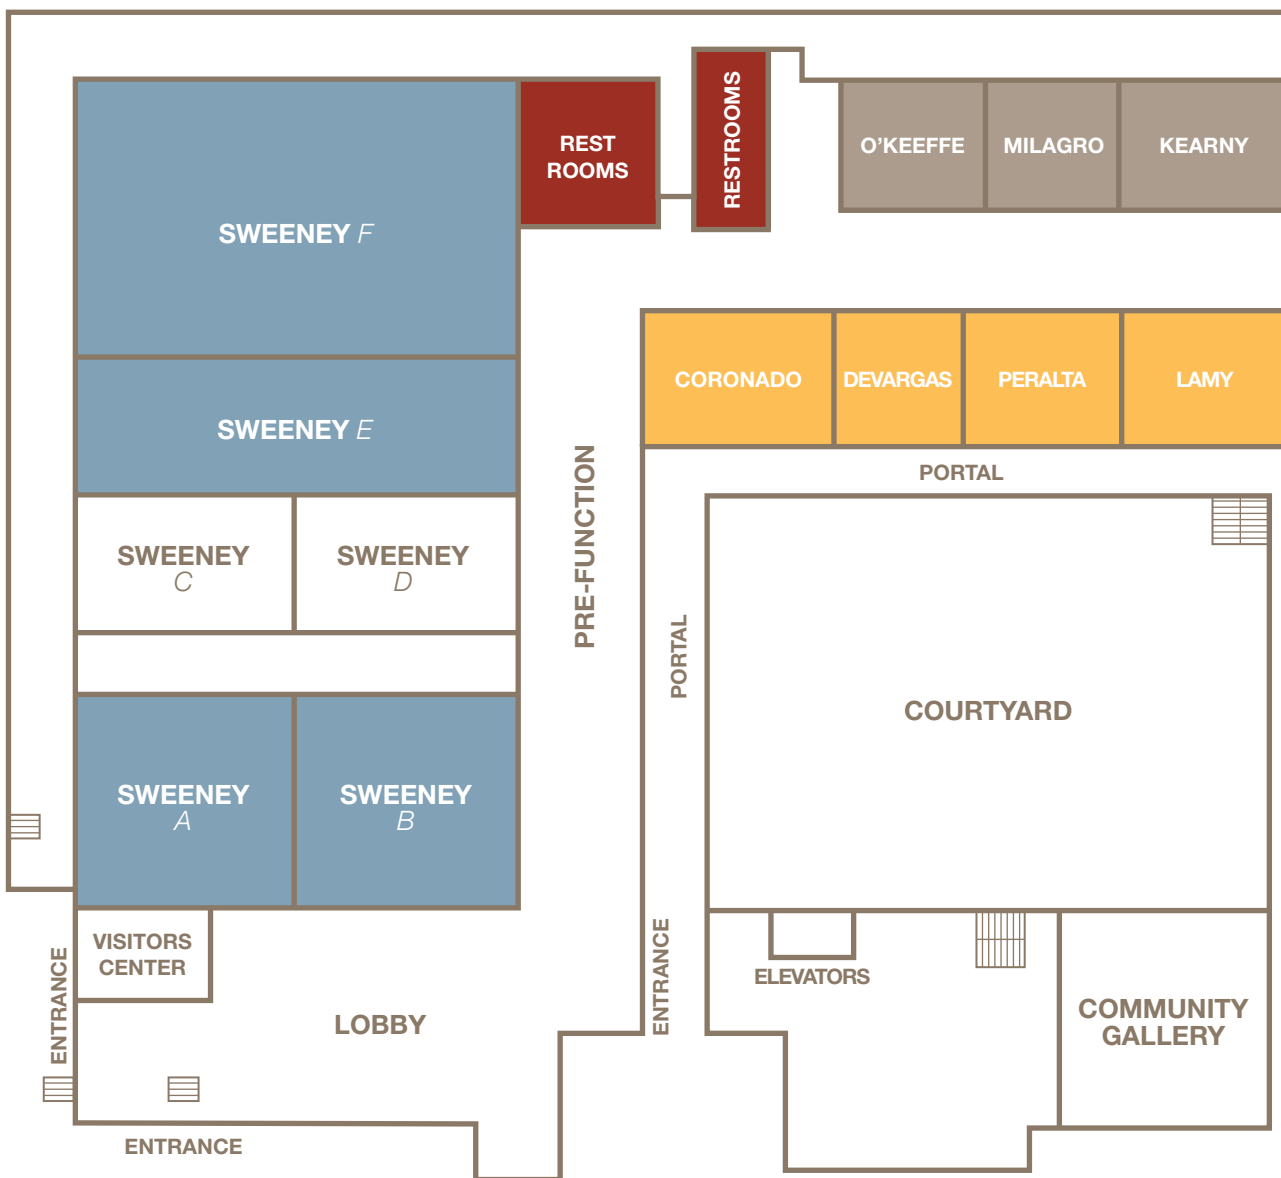 REST
ROOMS
RESTROOMS
O'KEEFFE
MILAGRO
KEARNY
SWEENEY F
CORONADO
DEVARGAS
PERALTA
LAMY
SWEENEY E
PORTAL
PRE-FUNCTION
SWEENEY
C
SWEENEY
D
PORTAL
COURTYARD
SWEENEY
A
SWEENEY
B
VISITORS
CENTER
ENTRANCE
LOBBY
ENTRANCE
ELEVATORS
COMMUNITY
GALLERY
ENTRANCE